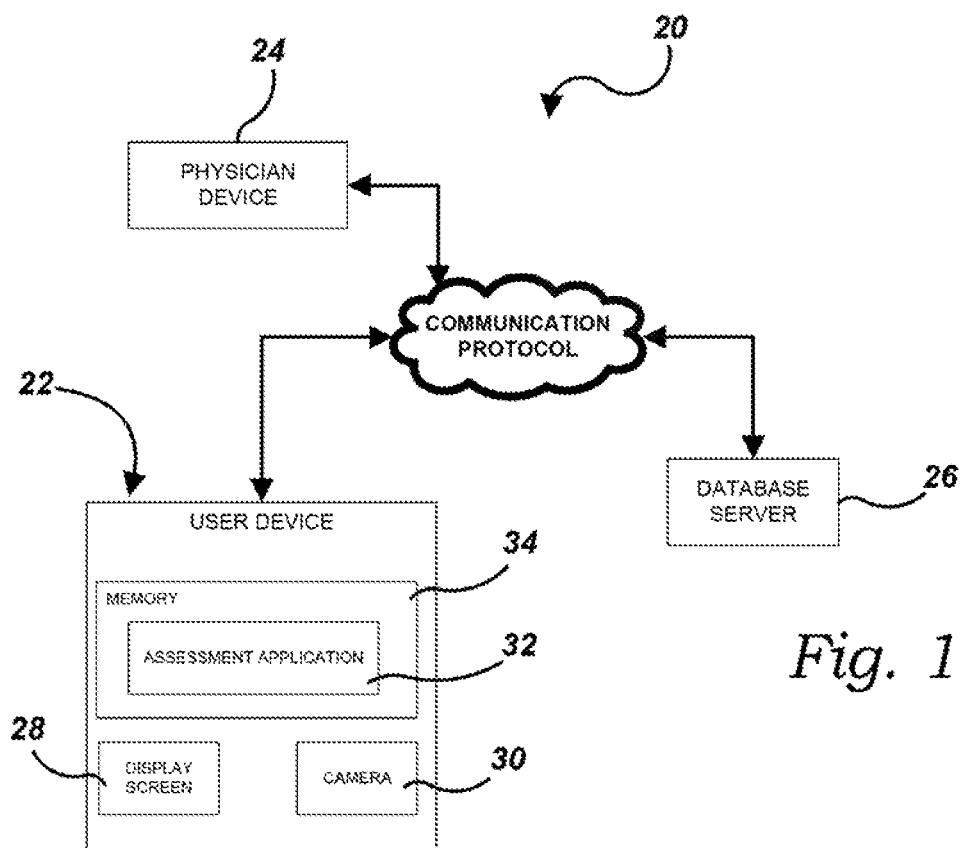 20
24
PHYSICIAN
DEVICE
COMMUNICATION
PROTOCOL
22
DATABASE
SERVER
26
USER DEVICE
34
MEMORY
ASSESSMENT APPLICATION
32
Fig. 1
28
DISPLAY
SCREEN
CAMERA
30